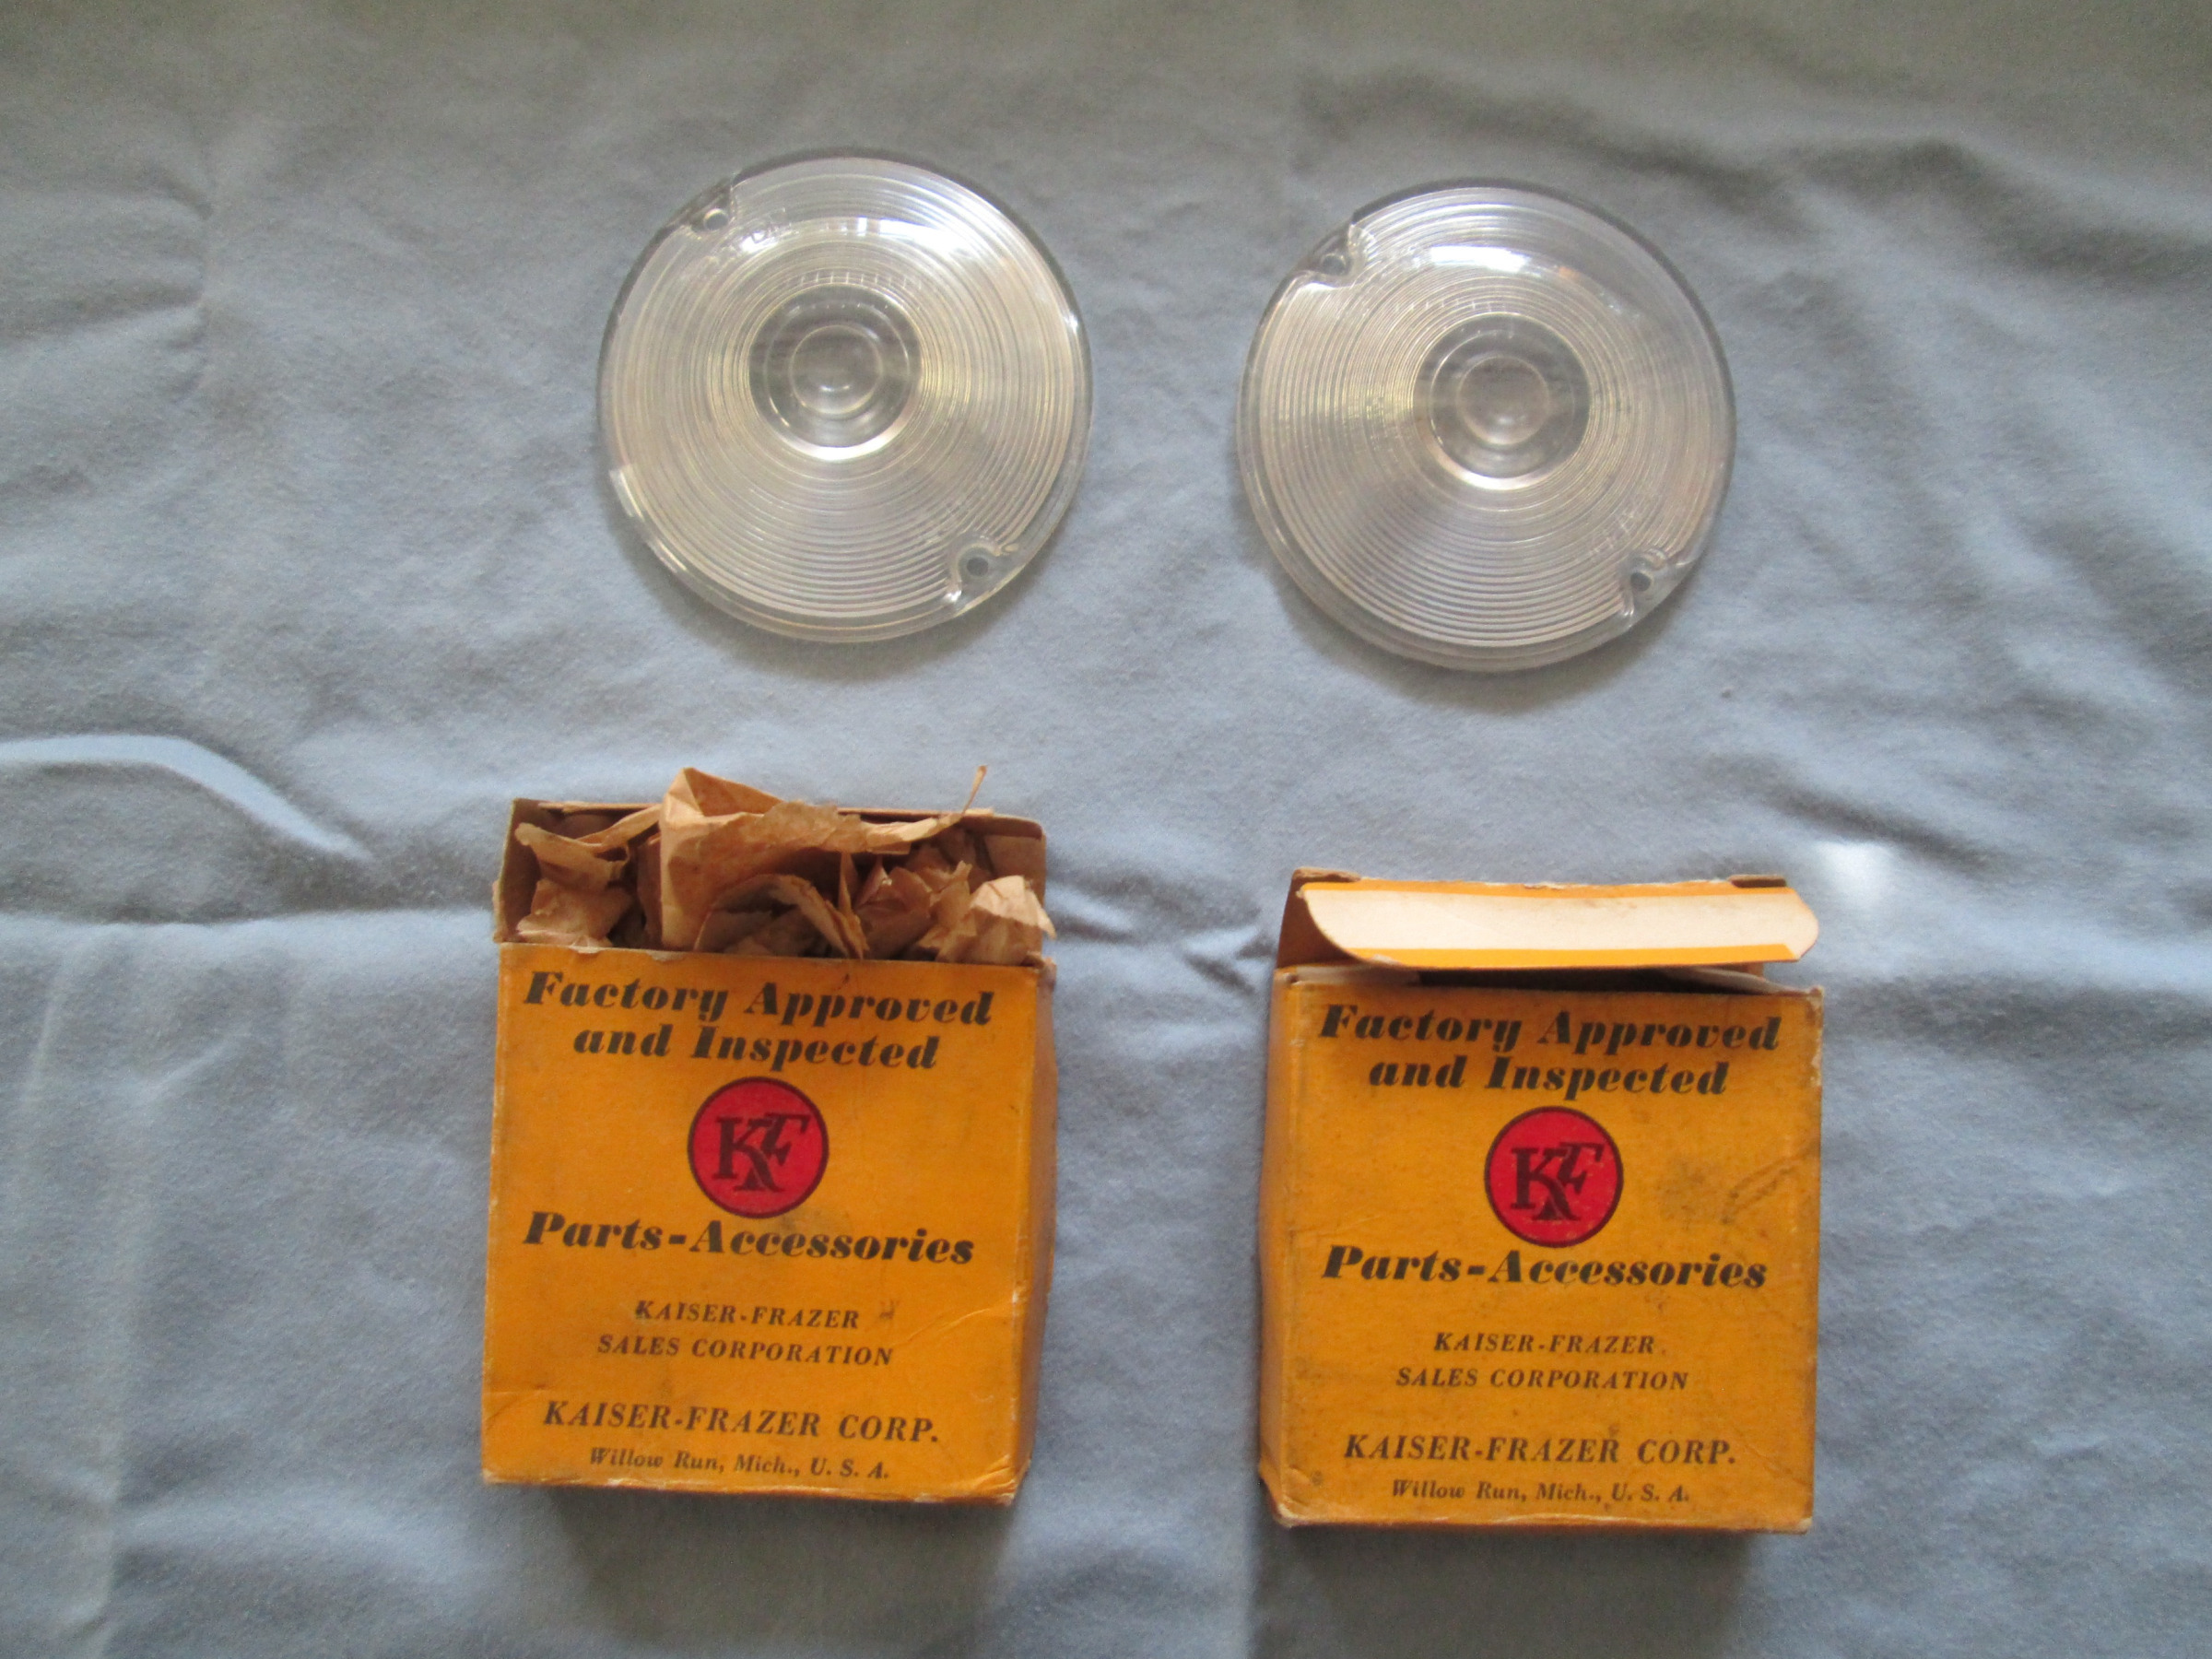 Factory Approved
and Inspected
KF
Parts-Accessories
KAISER-FRAZER
SALES CORPORATION
KAISER-FRAZER CORP.
Willow Run, Mich., U. S. A.
Factory Approved
and Inspected
KF
Parts-Accessories
KAISER-FRAZER
SALES CORPORATION
KAISER-FRAZER CORP.
Willow Run, Mich., U. S. A.